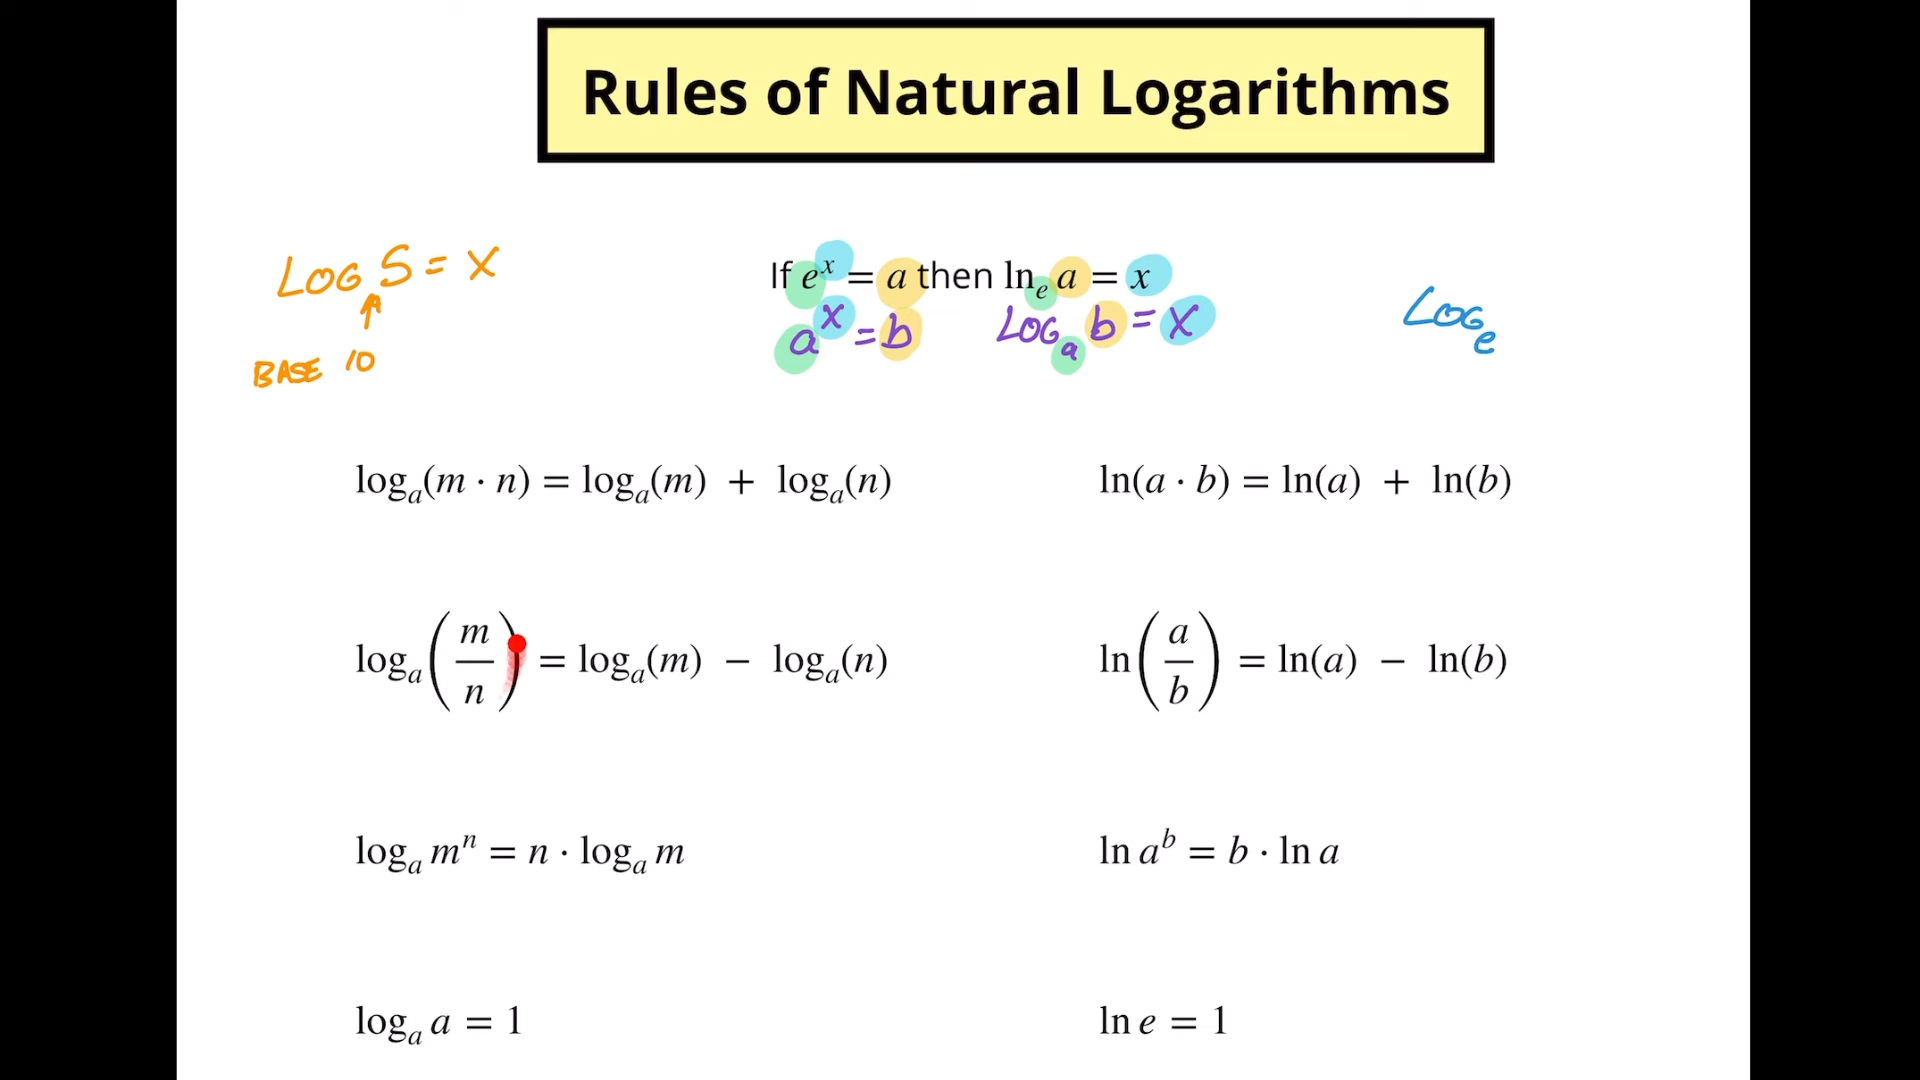 Rules of Natural Logarithms
LOG 5 = X
BASE 10
If eˣ = a then lnₑ a = x
aˣ = b LOGₐ b = X
LOGₑ
logₐ(m · n) = logₐ(m) + logₐ(n)
ln(a · b) = ln(a) + ln(b)
logₐ(m/n) = logₐ(m) − logₐ(n)
ln(a/b) = ln(a) − ln(b)
logₐ mⁿ = n · logₐ m
ln aᵇ = b · ln a
logₐ a = 1
ln e = 1